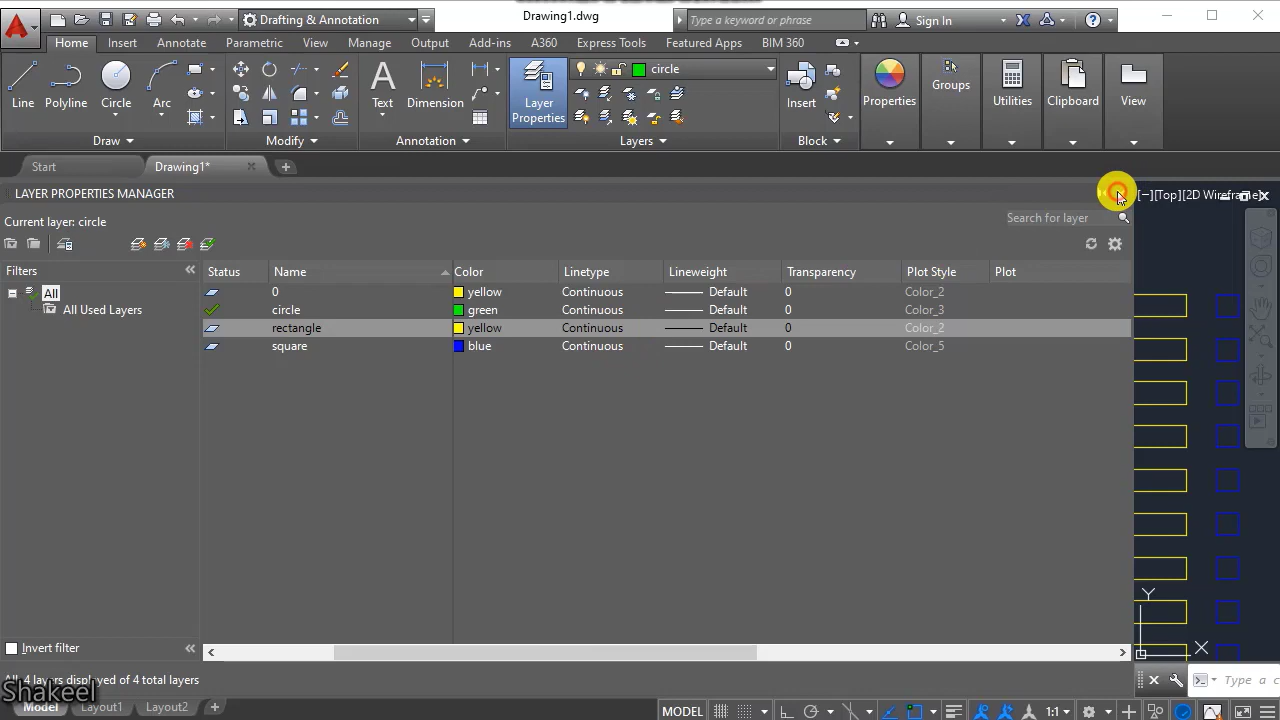 Drafting & Annotation
Drawing1.dwg
Type a keyword or phrase
Sign In
Home Insert Annotate Parametric View Manage Output Add-ins A360 Express Tools Featured Apps BIM 360
Line Polyline Circle Arc
Text Dimension
Layer Properties
circle
Insert
Properties Groups Utilities Clipboard View
Draw Modify Annotation Layers Block
Start Drawing1*
LAYER PROPERTIES MANAGER
[−][Top][2D Wireframe]
Current layer: circle
Search for layer
Filters
Status Name Color Linetype Lineweight Transparency Plot Style Plot
All
0 yellow Continuous Default 0 Color_2
All Used Layers
circle green Continuous Default 0 Color_3
rectangle yellow Continuous Default 0 Color_2
square blue Continuous Default 0 Color_5
Y
X
Invert filter
All 4 layers displayed of 4 total layers
Type a c
Shakeel
Model Layout1 Layout2
MODEL 1:1